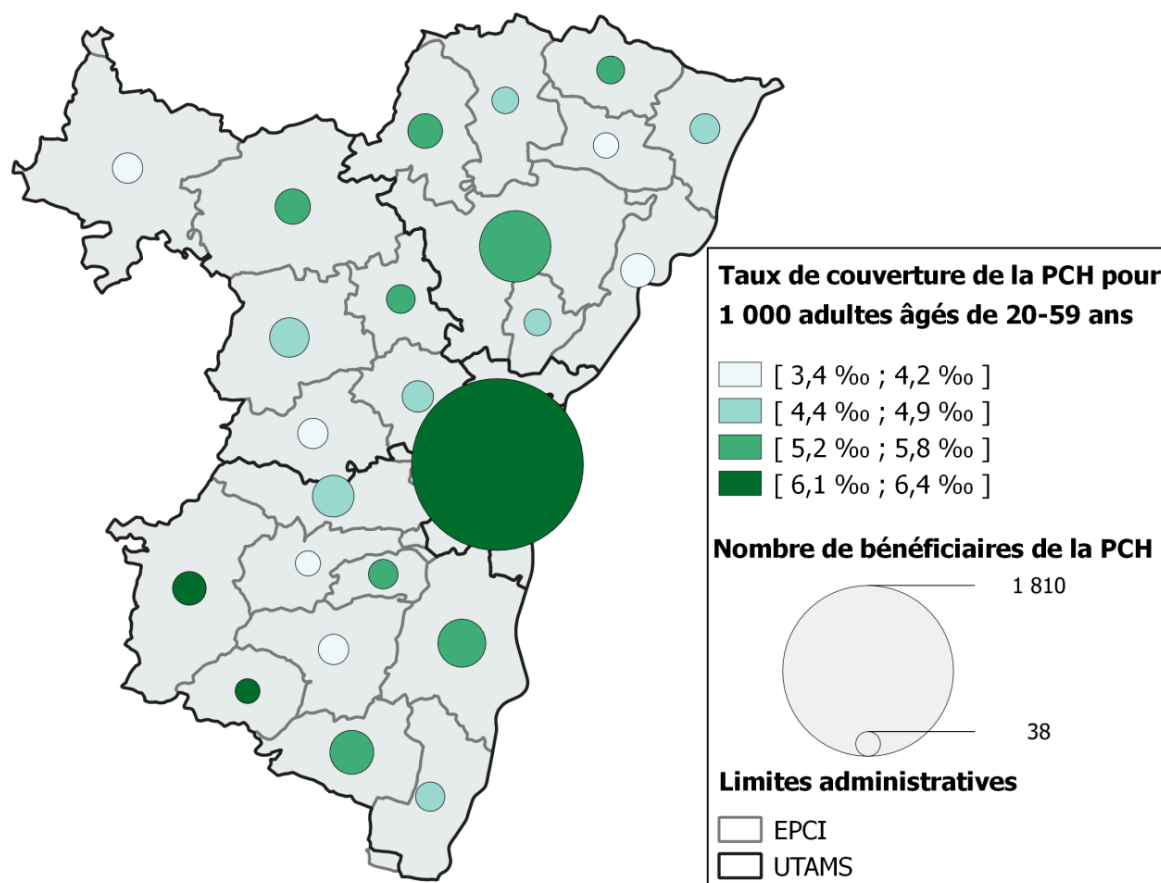 Taux de couverture de la PCH pour
1 000 adultes âgés de 20-59 ans
[ 3,4 ‰ ; 4,2 ‰ ]
[ 4,4 ‰ ; 4,9 ‰ ]
[ 5,2 ‰ ; 5,8 ‰ ]
[ 6,1 ‰ ; 6,4 ‰ ]
Nombre de bénéficiaires de la PCH
1 810
38
Limites administratives
EPCI
UTAMS